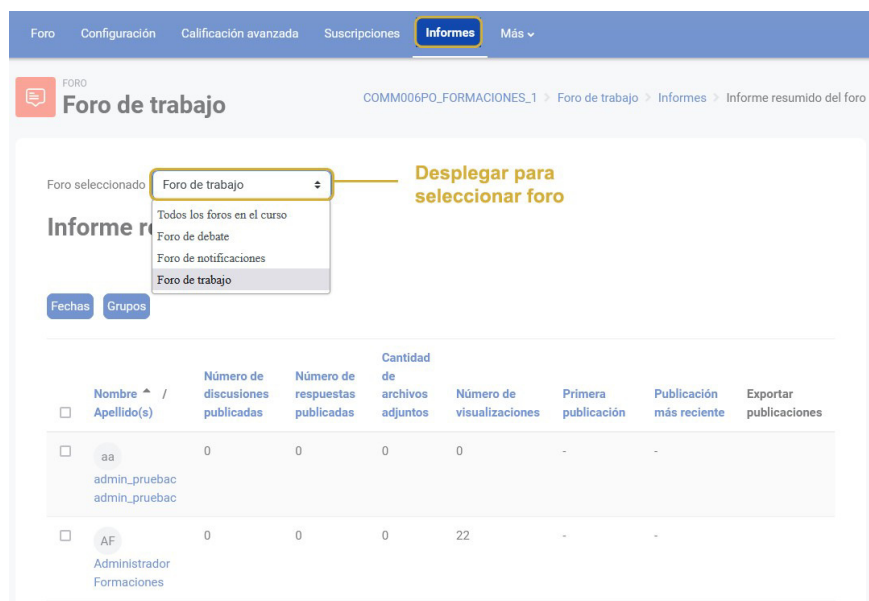 Foro Configuración Calificación avanzada Suscripciones Informes Más
FORO
Foro de trabajo
COMM006PO_FORMACIONES_1 > Foro de trabajo > Informes > Informe resumido del foro
Foro seleccionado Foro de trabajo
Desplegar para
seleccionar foro
Todos los foros en el curso
Foro de debate
Foro de notificaciones
Foro de trabajo
Fechas Grupos
Nombre / Apellido(s)
Número de discusiones publicadas
Número de respuestas publicadas
Cantidad de archivos adjuntos
Número de visualizaciones
Primera publicación
Publicación más reciente
Exportar publicaciones
aa
admin_pruebac
admin_pruebac
0 0 0 0 - -
AF
Administrador
Formaciones
0 0 0 22 - -